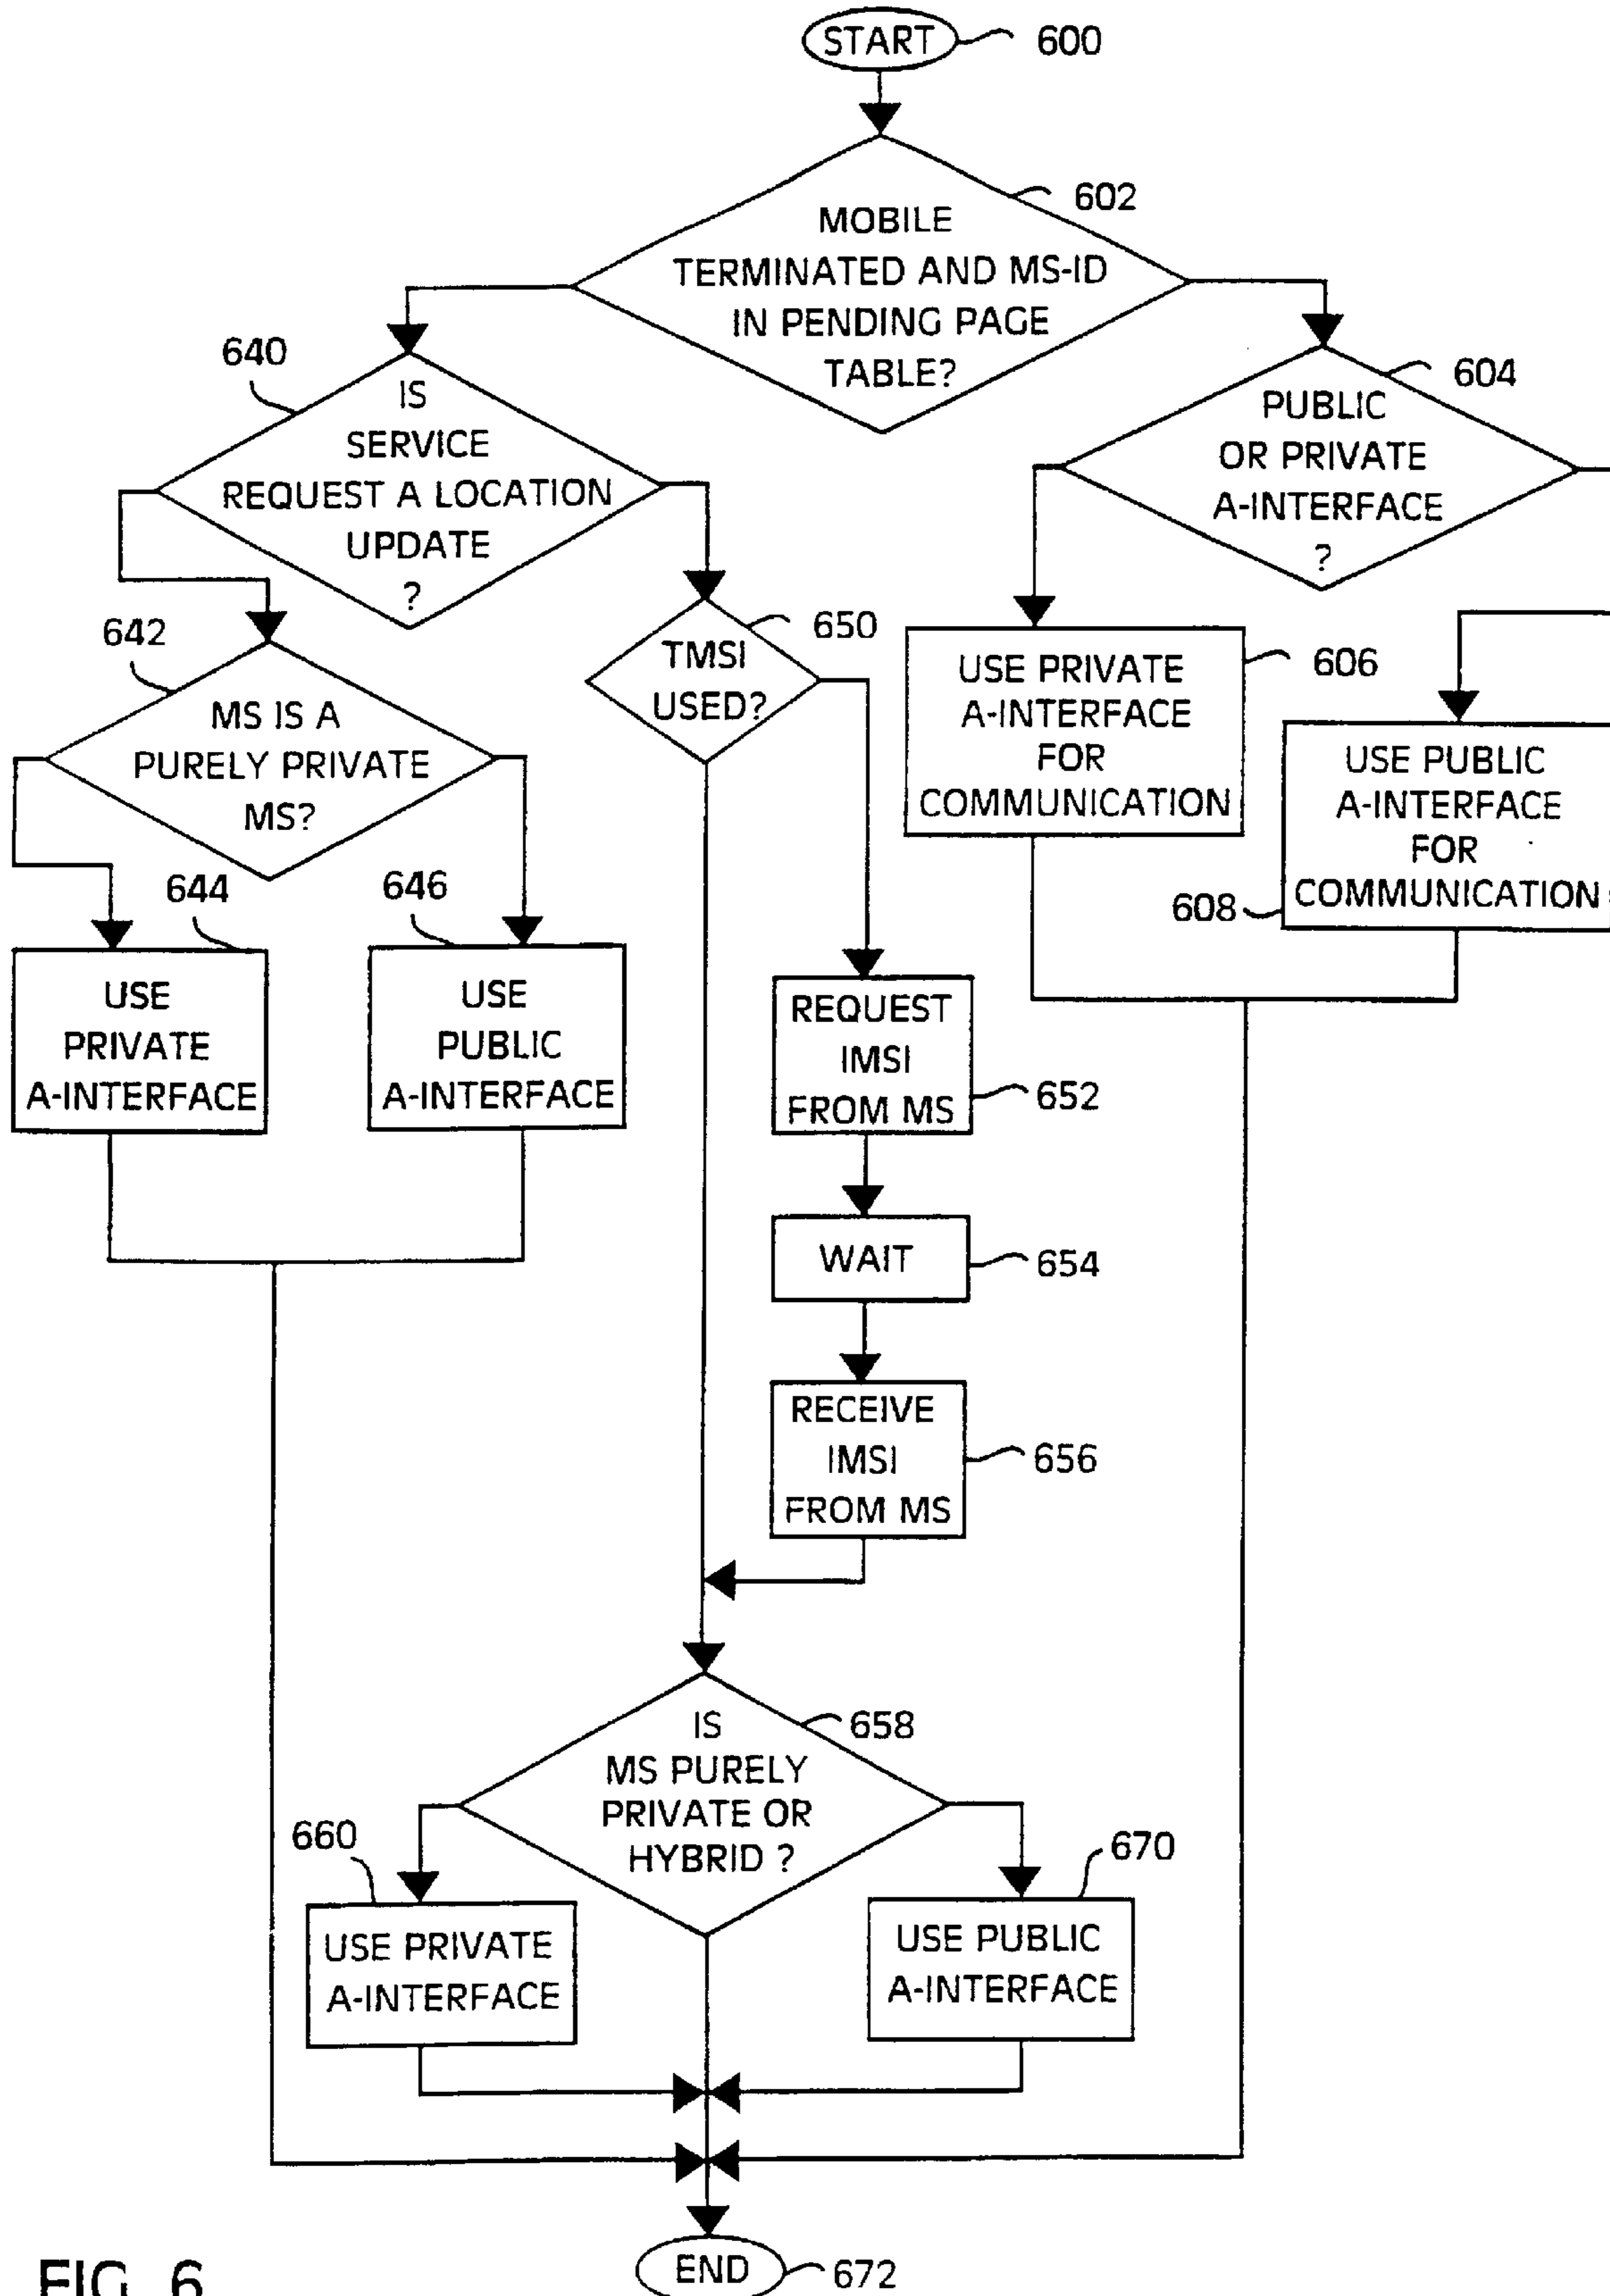 START
600
MOBILE
TERMINATED AND MS-ID
IN PENDING PAGE
TABLE?
602
640
IS
SERVICE
REQUEST A LOCATION
UPDATE
?
PUBLIC
OR PRIVATE
A-INTERFACE
?
604
642
MS IS A
PURELY PRIVATE
MS?
TMSI
USED?
650
USE PRIVATE
A-INTERFACE
FOR
COMMUNICATION
606
USE PUBLIC
A-INTERFACE
FOR
COMMUNICATION
608
644
USE
PRIVATE
A-INTERFACE
646
USE
PUBLIC
A-INTERFACE
REQUEST
IMSI
FROM MS
652
WAIT
654
RECEIVE
IMSI
FROM MS
656
IS
MS PURELY
PRIVATE OR
HYBRID ?
658
660
USE PRIVATE
A-INTERFACE
670
USE PUBLIC
A-INTERFACE
END
672
FIG. 6